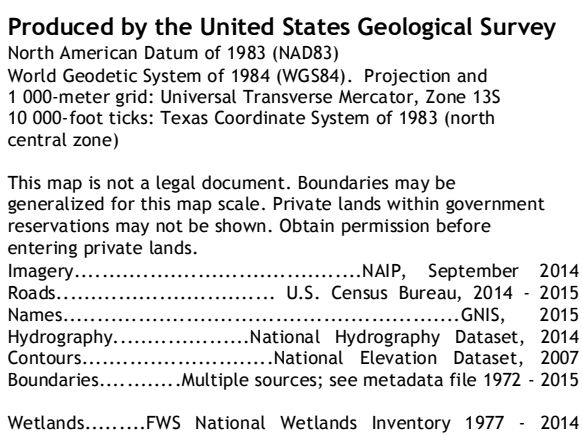 Produced by the United States Geological Survey
North American Datum of 1983 (NAD83)
World Geodetic System of 1984 (WGS84).  Projection and
1 000-meter grid: Universal Transverse Mercator, Zone 13S
10 000-foot ticks: Texas Coordinate System of 1983 (north
central zone)
This map is not a legal document. Boundaries may be
generalized for this map scale. Private lands within government
reservations may not be shown. Obtain permission before
entering private lands.
Imagery..........................................NAIP, September 2014
Roads................................ U.S. Census Bureau, 2014 - 2015
Names..........................................................GNIS, 2015
Hydrography....................National Hydrography Dataset, 2014
Contours............................National Elevation Dataset, 2007
Boundaries............Multiple sources; see metadata file 1972 - 2015
Wetlands.........FWS National Wetlands Inventory 1977 - 2014